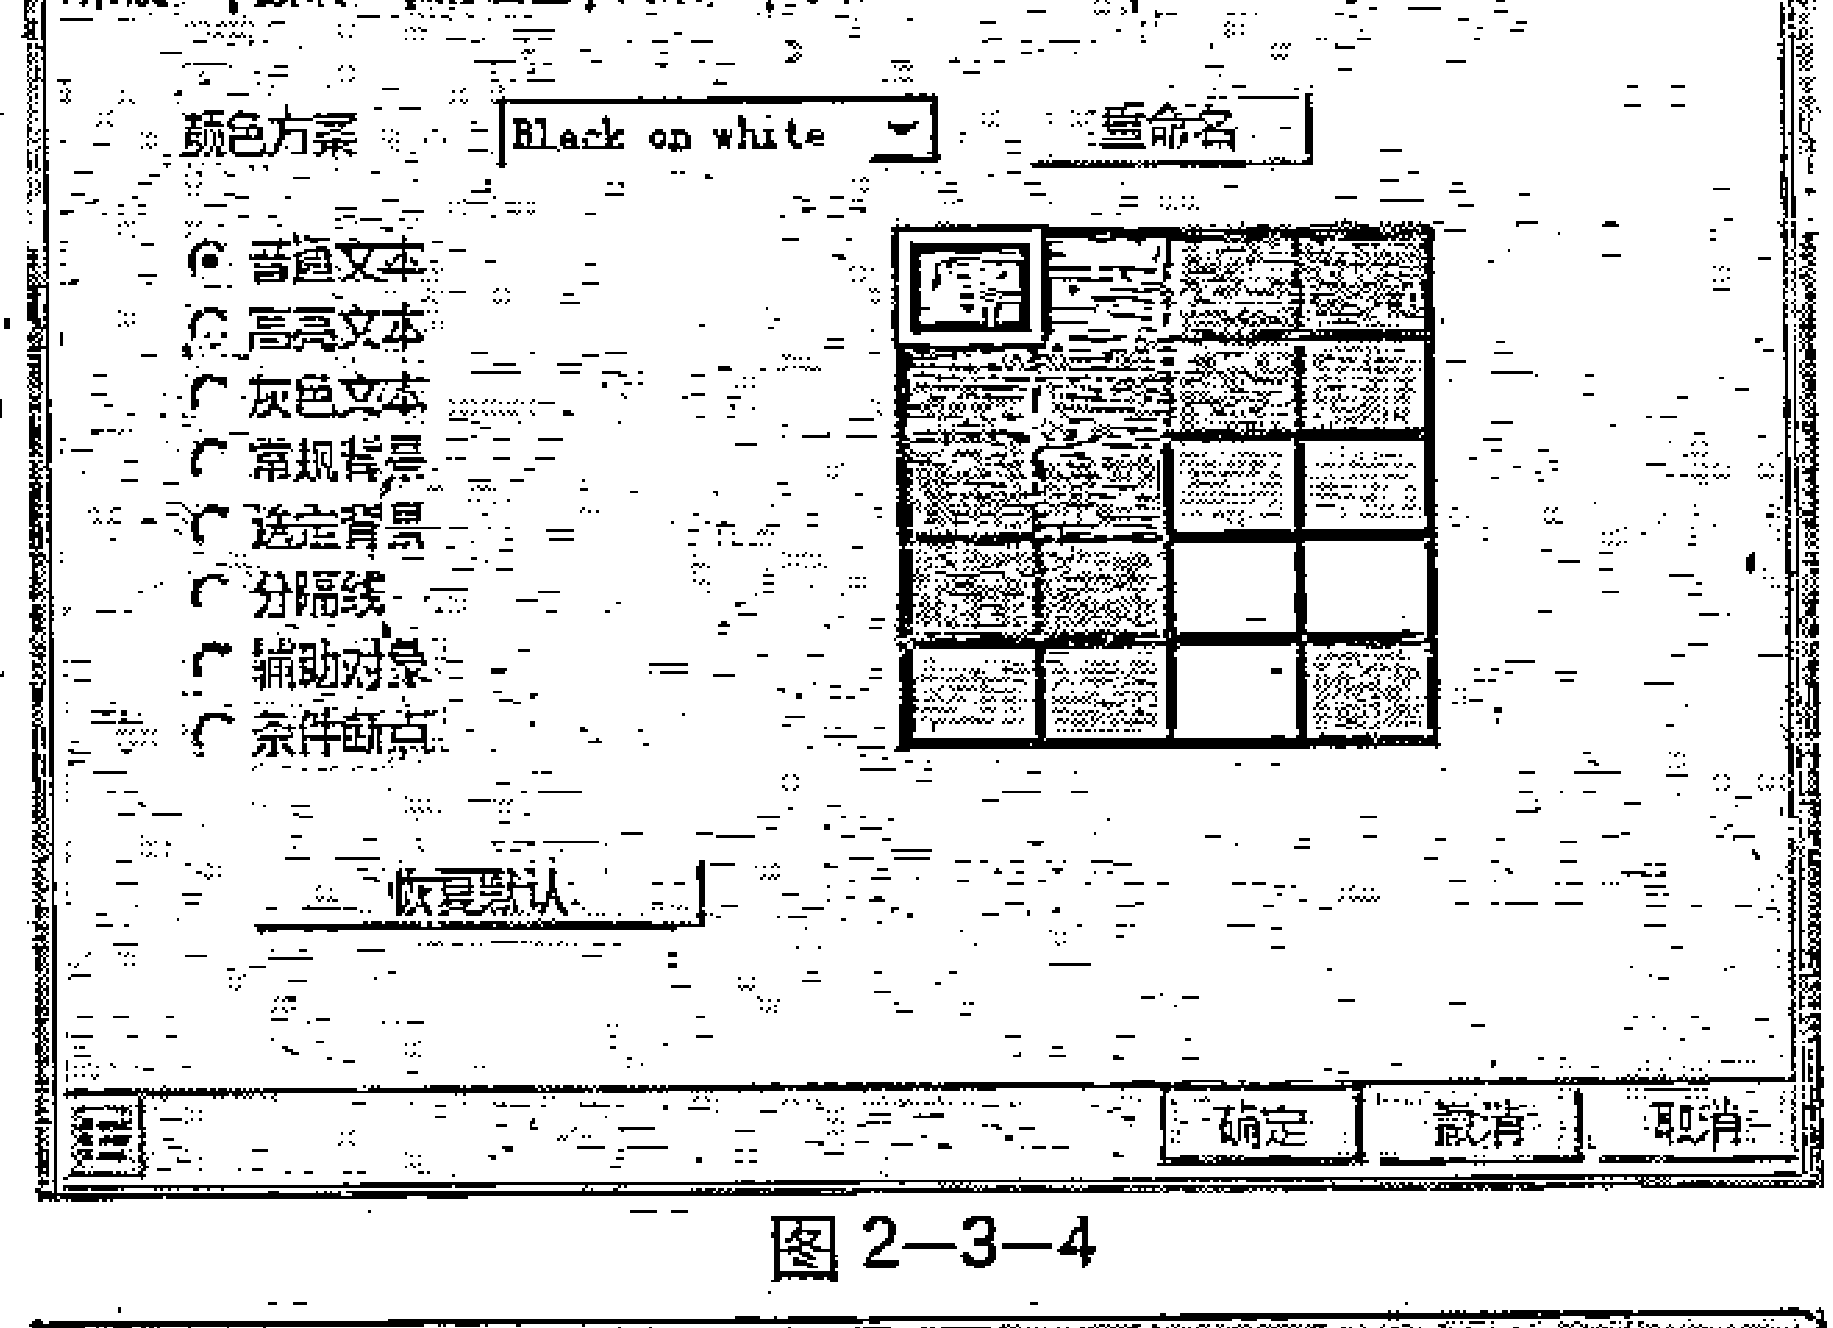 颜色方案 Black on white 重命名
普通文本
高亮文本
灰色文本
常规背景
选定背景
分隔线
辅助对象
条件断点
恢复默认
确定 撤消 取消
图 2—3—4